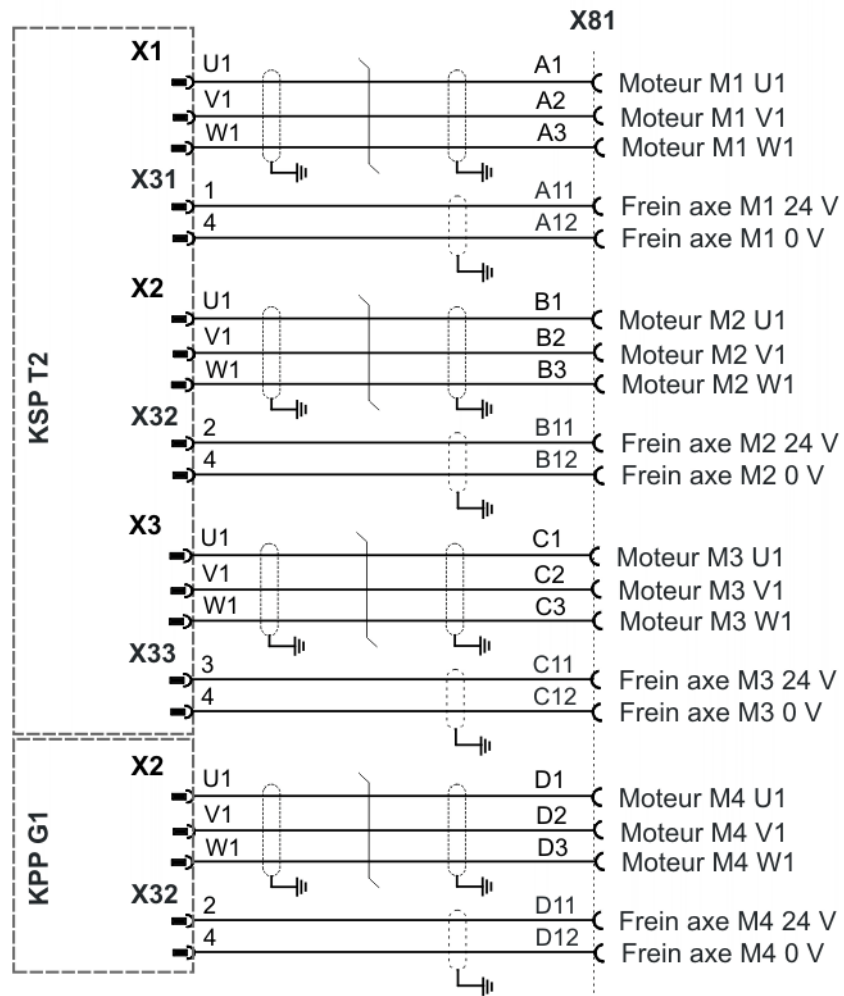 X81
X1
U1 A1 Moteur M1 U1
V1 A2 Moteur M1 V1
W1 A3 Moteur M1 W1
X31
1 A11 Frein axe M1 24 V
4 A12 Frein axe M1 0 V
X2
U1 B1 Moteur M2 U1
V1 B2 Moteur M2 V1
W1 B3 Moteur M2 W1
KSP T2
X32
2 B11 Frein axe M2 24 V
4 B12 Frein axe M2 0 V
X3
U1 C1 Moteur M3 U1
V1 C2 Moteur M3 V1
W1 C3 Moteur M3 W1
X33
3 C11 Frein axe M3 24 V
4 C12 Frein axe M3 0 V
X2
U1 D1 Moteur M4 U1
V1 D2 Moteur M4 V1
W1 D3 Moteur M4 W1
KPP G1
X32
2 D11 Frein axe M4 24 V
4 D12 Frein axe M4 0 V